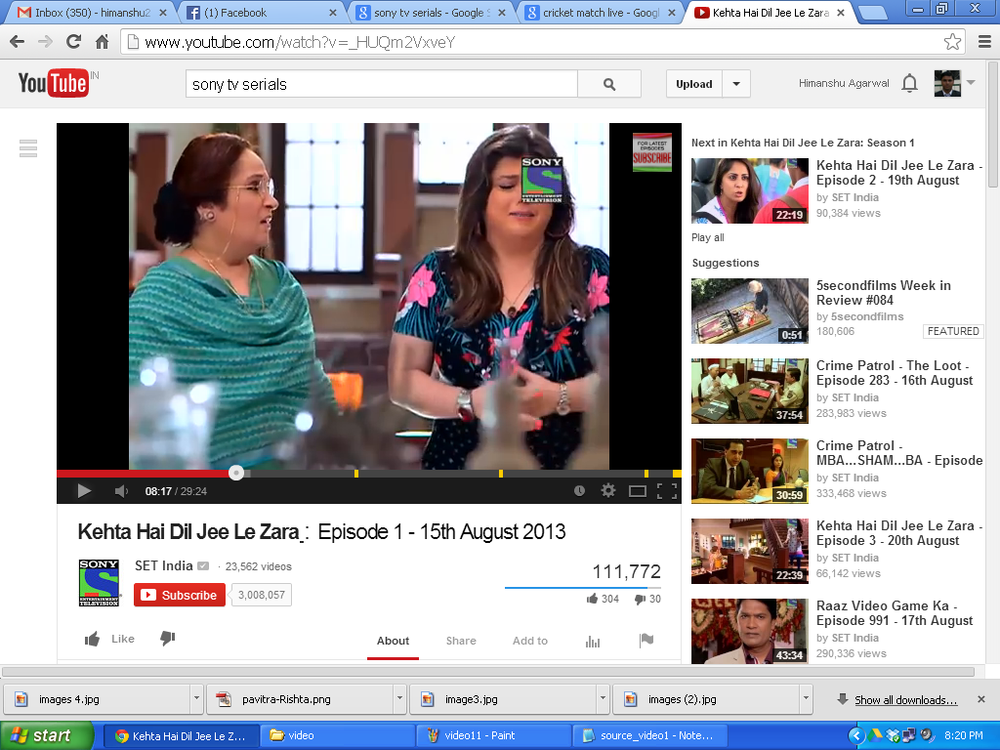 Inbox (350) - himanshu2
(1) Facebook
sony tv serials - Google S
cricket match live - Googl
Kehta Hai Dil Jee Le Zara
www.youtube.com/watch?v=_HUQm2VxveY
YouTube IN
sony tv serials
Upload
Himanshu Agarwal
SONY
ENTERTAINMENT
TELEVISION
FOR LATEST
EPISODES
SUBSCRIBE
08:17 / 29:24
Kehta Hai Dil Jee Le Zara : Episode 1 - 15th August 2013
SONY
ENTERTAINMENT
TELEVISION
SET India · 23,562 videos
Subscribe 3,008,057
111,772
304 30
Like
About Share Add to
Next in Kehta Hai Dil Jee Le Zara: Season 1
22:19
Kehta Hai Dil Jee Le Zara -
Episode 2 - 19th August
by SET India
90,384 views
Play all
Suggestions
0:51
5secondfilms Week in
Review #084
by 5secondfilms
180,606 FEATURED
37:54
Crime Patrol - The Loot -
Episode 283 - 16th August
by SET India
283,983 views
30:59
Crime Patrol -
MBA...SHAM...BA - Episode
by SET India
333,468 views
22:39
Kehta Hai Dil Jee Le Zara -
Episode 3 - 20th August
by SET India
66,142 views
43:34
Raaz Video Game Ka -
Episode 991 - 17th August
by SET India
290,336 views
images 4.jpg
pavitra-Rishta.png
image3.jpg
images (2).jpg
Show all downloads...
start
Kehta Hai Dil Jee Le Z...
video
video11 - Paint
source_video1 - Note...
8:20 PM